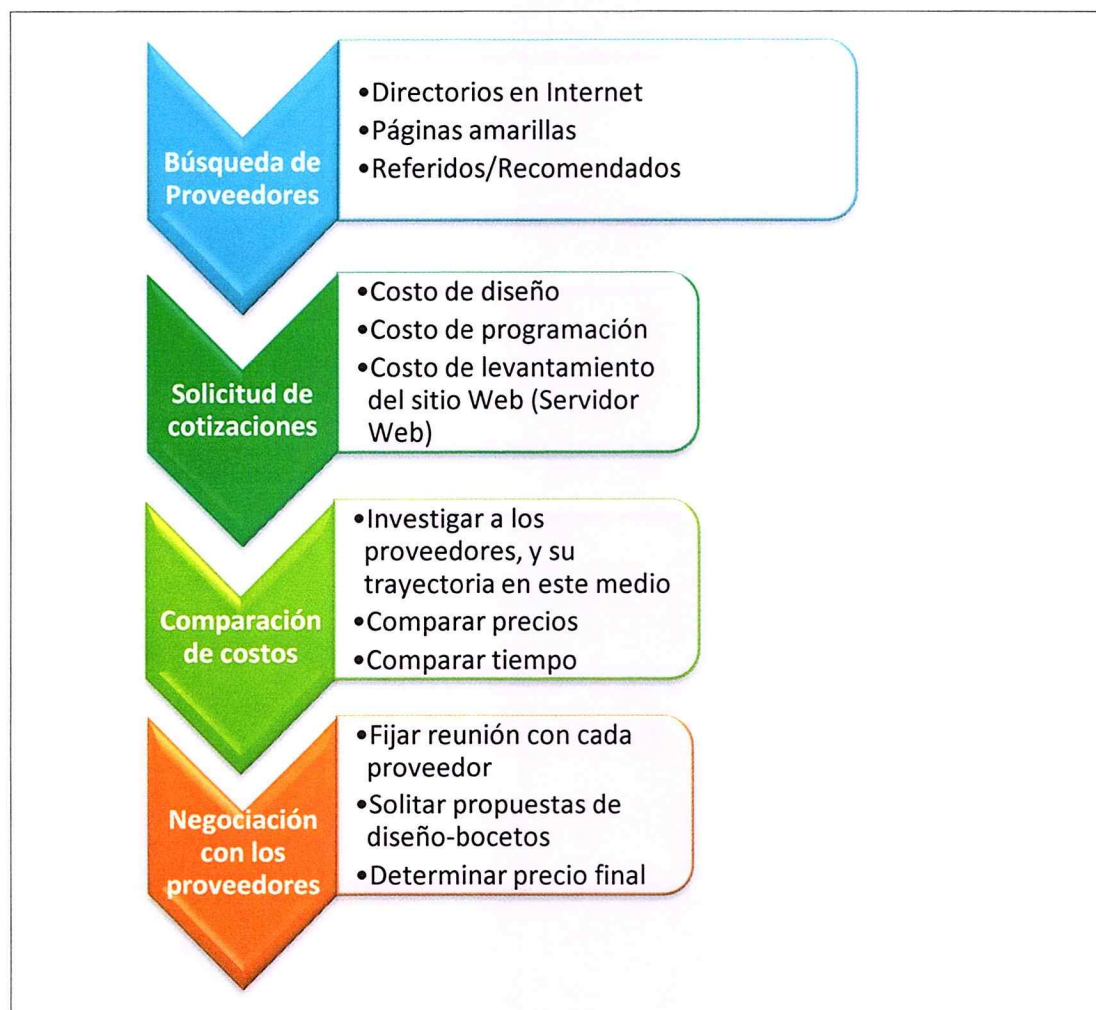 Búsqueda de
Proveedores
•Directorios en Internet
•Páginas amarillas
•Referidos/Recomendados
Solicitud de
cotizaciones
•Costo de diseño
•Costo de programación
•Costo de levantamiento
del sitio Web (Servidor
Web)
Comparación
de costos
•Investigar a los
proveedores, y su
trayectoria en este medio
•Comparar precios
•Comparar tiempo
Negociación
con los
proveedores
•Fijar reunión con cada
proveedor
•Solitar propuestas de
diseño-bocetos
•Determinar precio final